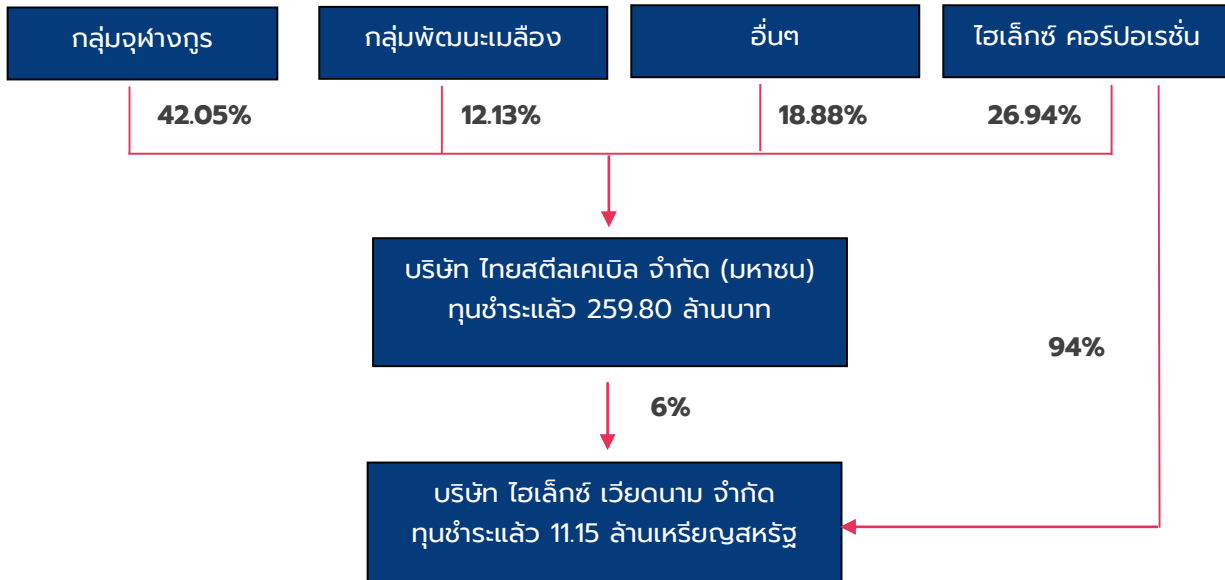 กลุ่มจุฬางกูร
กลุ่มพัฒนะเมลือง
อื่นๆ
ไฮเล็กซ์ คอร์ปอเรชั่น
42.05%
12.13%
18.88%
26.94%
บริษัท ไทยสตีลเคเบิล จำกัด (มหาชน)
ทุนชำระแล้ว 259.80 ล้านบาท
94%
6%
บริษัท ไฮเล็กซ์ เวียดนาม จำกัด
ทุนชำระแล้ว 11.15 ล้านเหรียญสหรัฐ